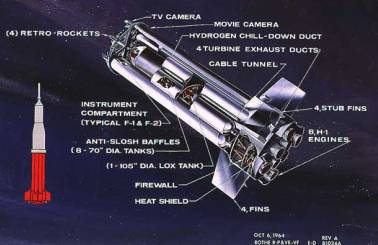 TV CAMERA
MOVIE CAMERA
(4) RETRO-ROCKETS
HYDROGEN CHILL-DOWN DUCT
4 TURBINE EXHAUST DUCTS
CABLE TUNNEL
INSTRUMENT
COMPARTMENT
(TYPICAL F-1 & F-2)
4, STUB FINS
8, H-1
ENGINES
ANTI-SLOSH BAFFLES
(8 - 70" DIA. TANKS)
(1 - 105" DIA. LOX TANK)
FIREWALL
HEAT SHIELD
4, FINS
OCT 6, 1964
REV A